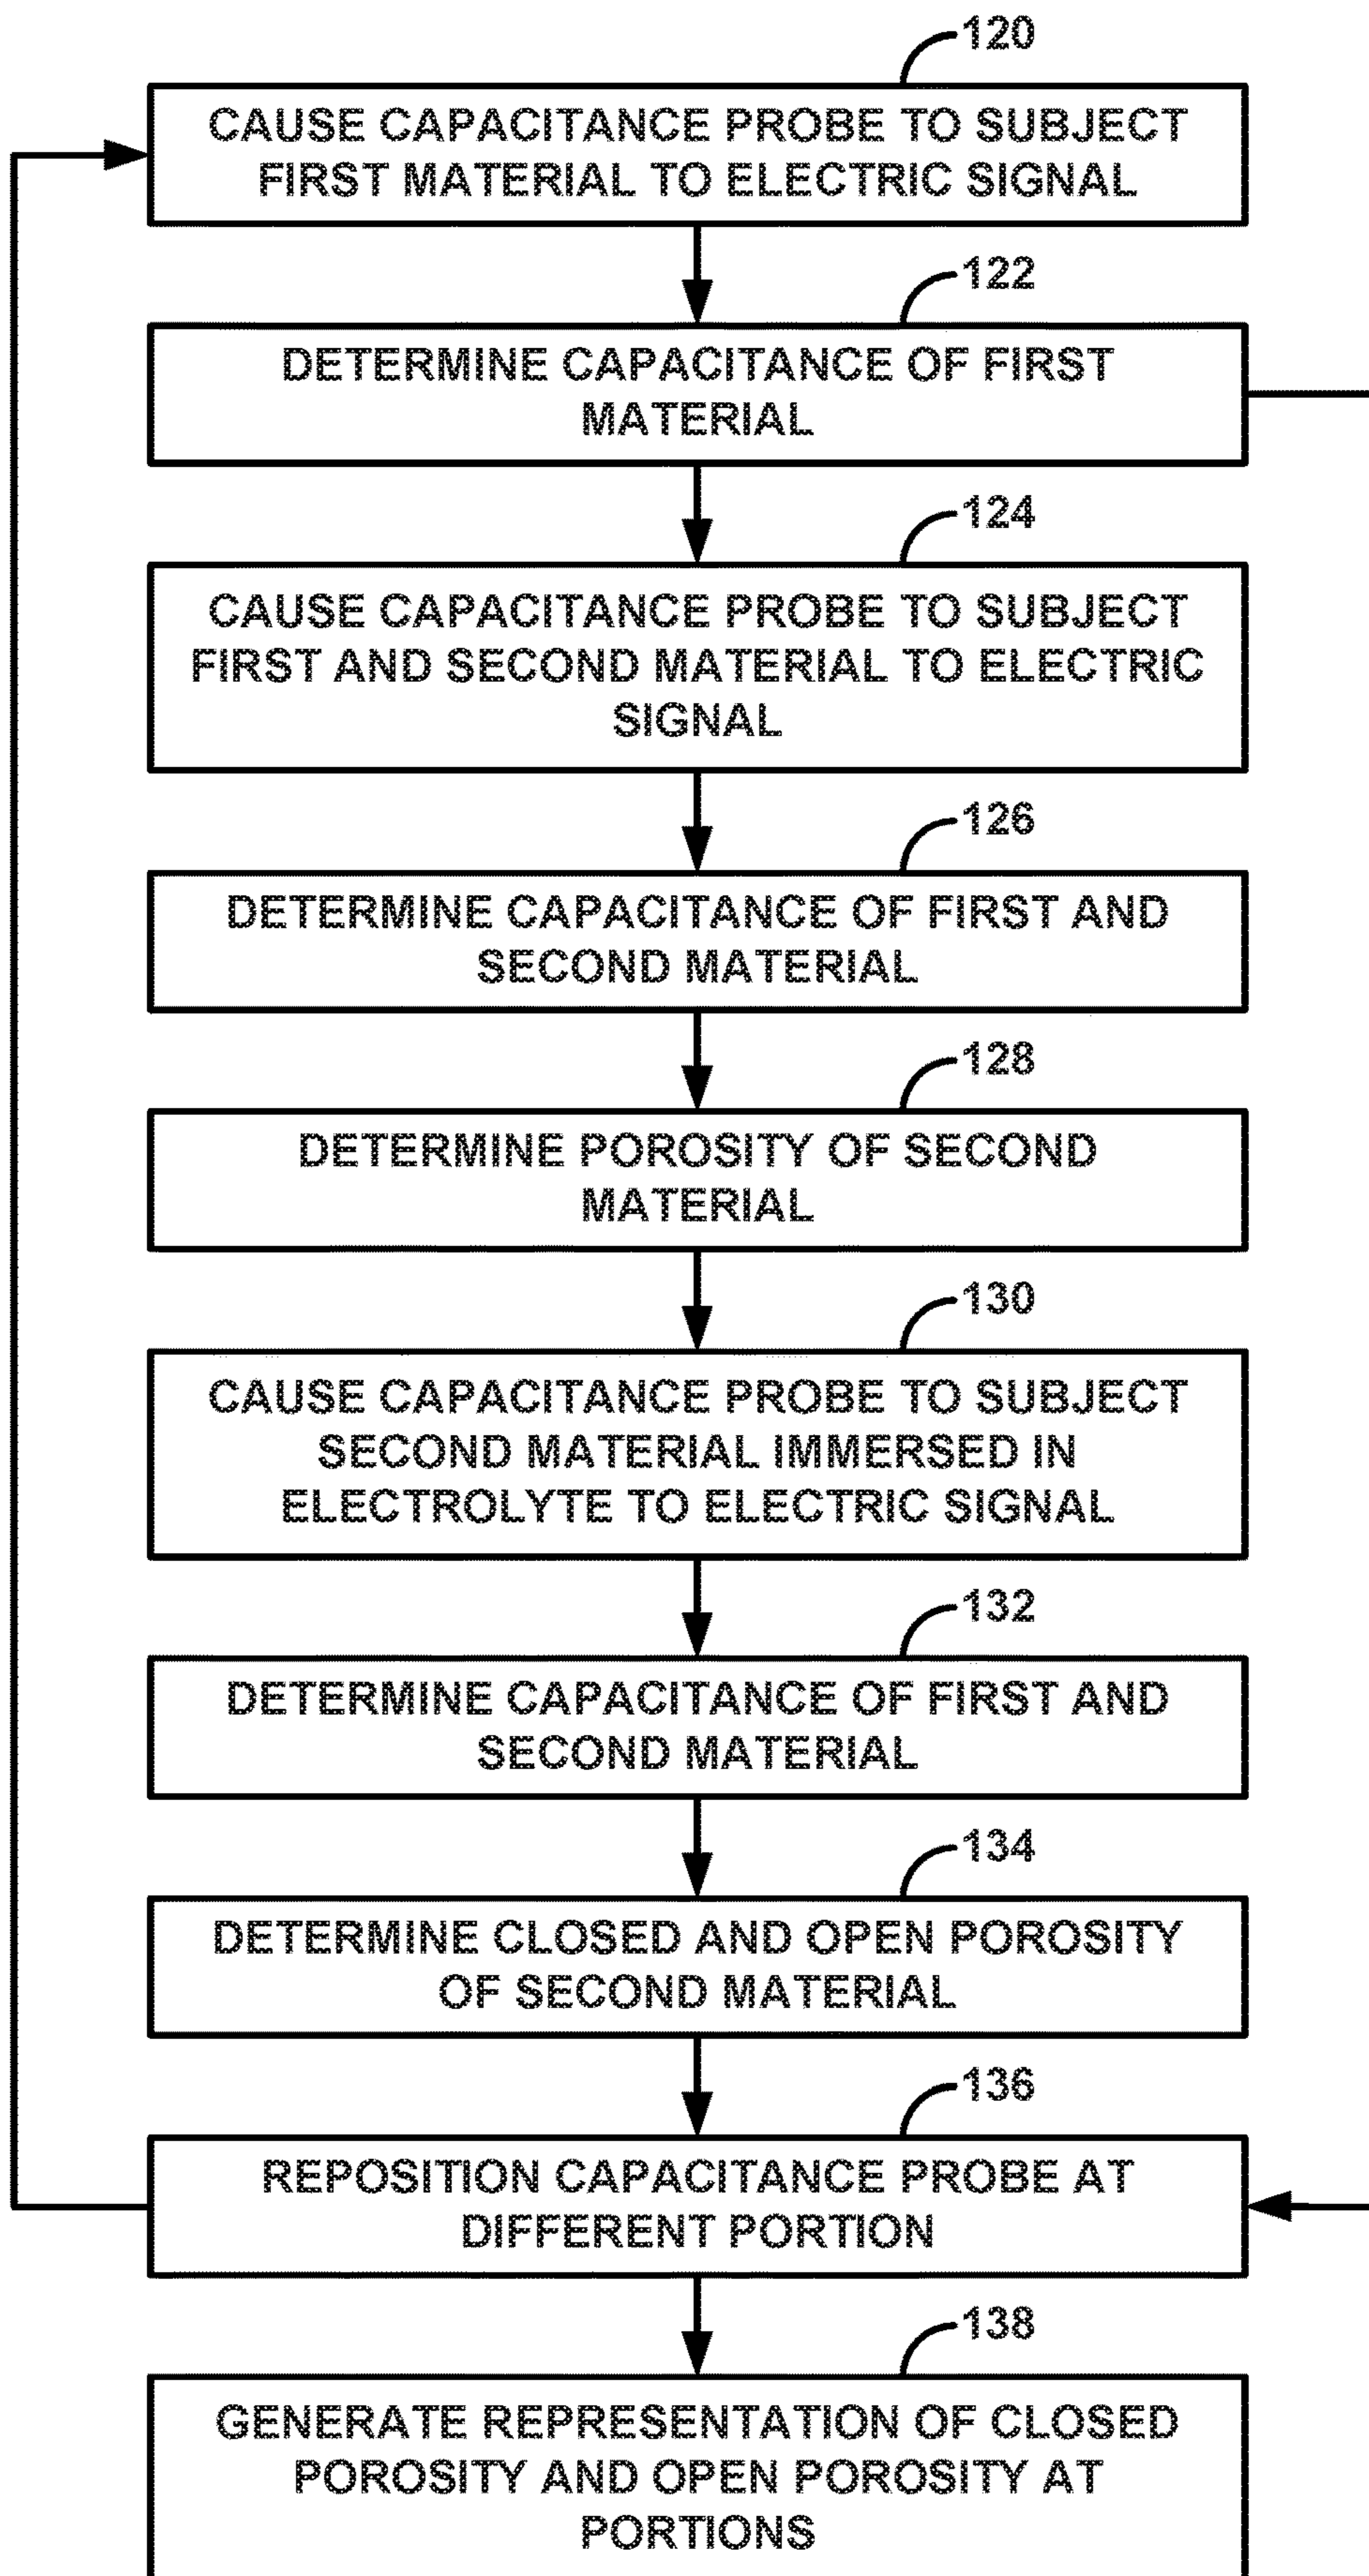 120
CAUSE CAPACITANCE PROBE TO SUBJECT
FIRST MATERIAL TO ELECTRIC SIGNAL
122
DETERMINE CAPACITANCE OF FIRST
MATERIAL
124
CAUSE CAPACITANCE PROBE TO SUBJECT
FIRST AND SECOND MATERIAL TO ELECTRIC
SIGNAL
126
DETERMINE CAPACITANCE OF FIRST AND
SECOND MATERIAL
128
DETERMINE POROSITY OF SECOND
MATERIAL
130
CAUSE CAPACITANCE PROBE TO SUBJECT
SECOND MATERIAL IMMERSED IN
ELECTROLYTE TO ELECTRIC SIGNAL
132
DETERMINE CAPACITANCE OF FIRST AND
SECOND MATERIAL
134
DETERMINE CLOSED AND OPEN POROSITY
OF SECOND MATERIAL
136
REPOSITION CAPACITANCE PROBE AT
DIFFERENT PORTION
138
GENERATE REPRESENTATION OF CLOSED
POROSITY AND OPEN POROSITY AT
PORTIONS